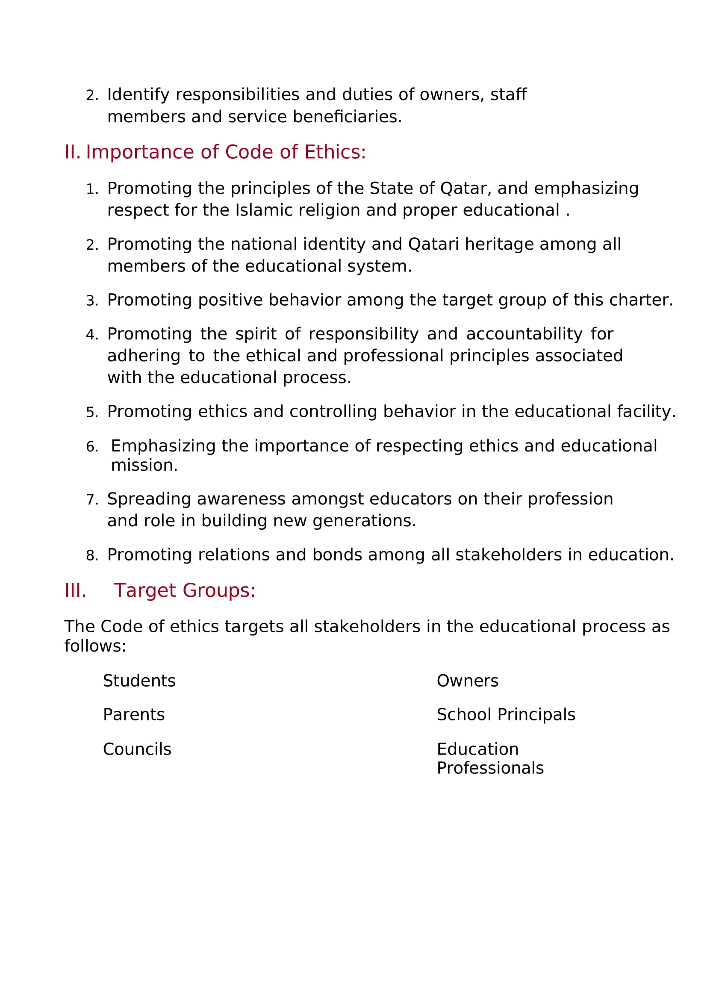 2. Identify responsibilities and duties of owners, staff
members and service beneficiaries.
II. Importance of Code of Ethics:
1. Promoting the principles of the State of Qatar, and emphasizing
respect for the Islamic religion and proper educational .
2. Promoting the national identity and Qatari heritage among all
members of the educational system.
3. Promoting positive behavior among the target group of this charter.
4. Promoting the spirit of responsibility and accountability for
adhering to the ethical and professional principles associated
with the educational process.
5. Promoting ethics and controlling behavior in the educational facility.
6. Emphasizing the importance of respecting ethics and educational
mission.
7. Spreading awareness amongst educators on their profession
and role in building new generations.
8. Promoting relations and bonds among all stakeholders in education.
III. Target Groups:
The Code of ethics targets all stakeholders in the educational process as
follows:
Students Owners
Parents School Principals
Councils Education
Professionals